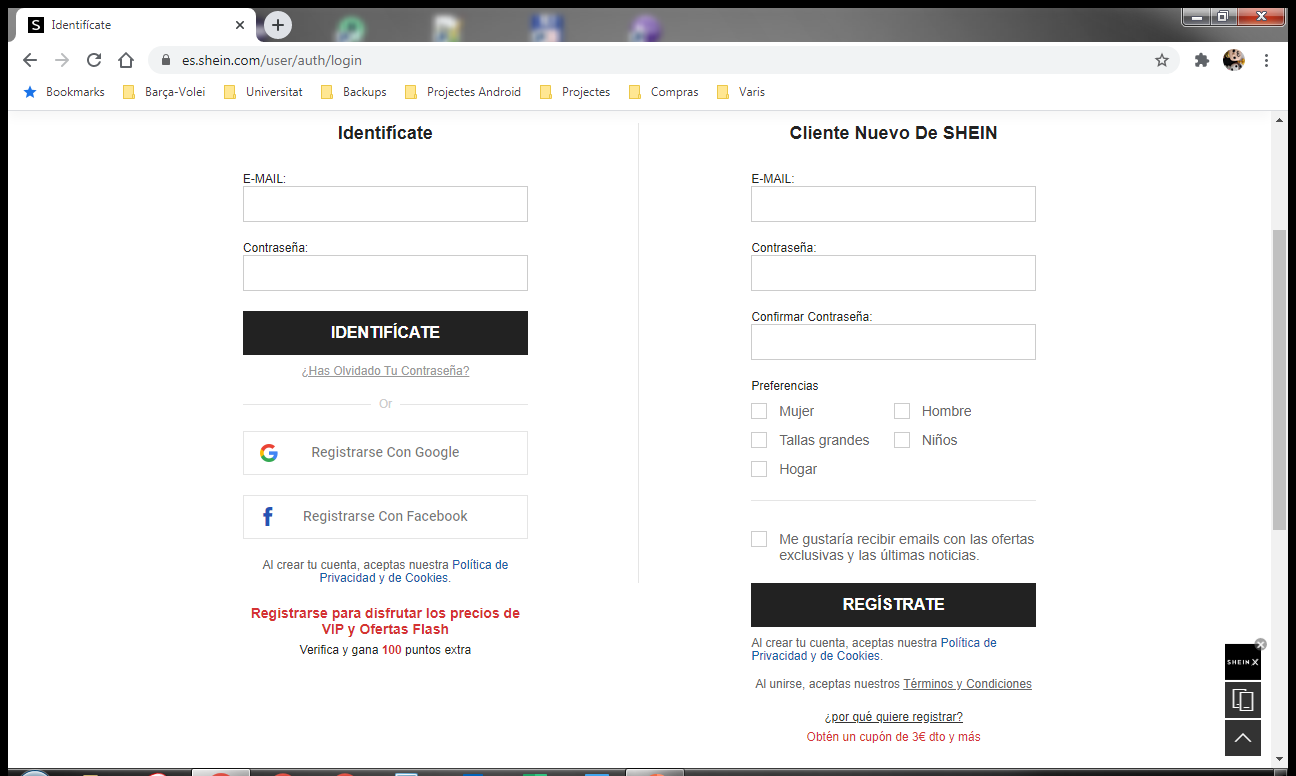 S Identifícate
es.shein.com/user/auth/login
Bookmarks Barça-Volei Universitat Backups Projectes Android Projectes Compras Varis
Identifícate
E-MAIL:
Contraseña:
IDENTIFÍCATE
¿Has Olvidado Tu Contraseña?
Or
G Registrarse Con Google
f Registrarse Con Facebook
Al crear tu cuenta, aceptas nuestra Política de
Privacidad y de Cookies.
Registrarse para disfrutar los precios de
VIP y Ofertas Flash
Verifica y gana 100 puntos extra
Cliente Nuevo De SHEIN
E-MAIL:
Contraseña:
Confirmar Contraseña:
Preferencias
Mujer Hombre
Tallas grandes Niños
Hogar
Me gustaría recibir emails con las ofertas
exclusivas y las últimas noticias.
REGÍSTRATE
Al crear tu cuenta, aceptas nuestra Política de
Privacidad y de Cookies.
Al unirse, aceptas nuestros Términos y Condiciones
¿por qué quiere registrar?
Obtén un cupón de 3€ dto y más
SHEIN X